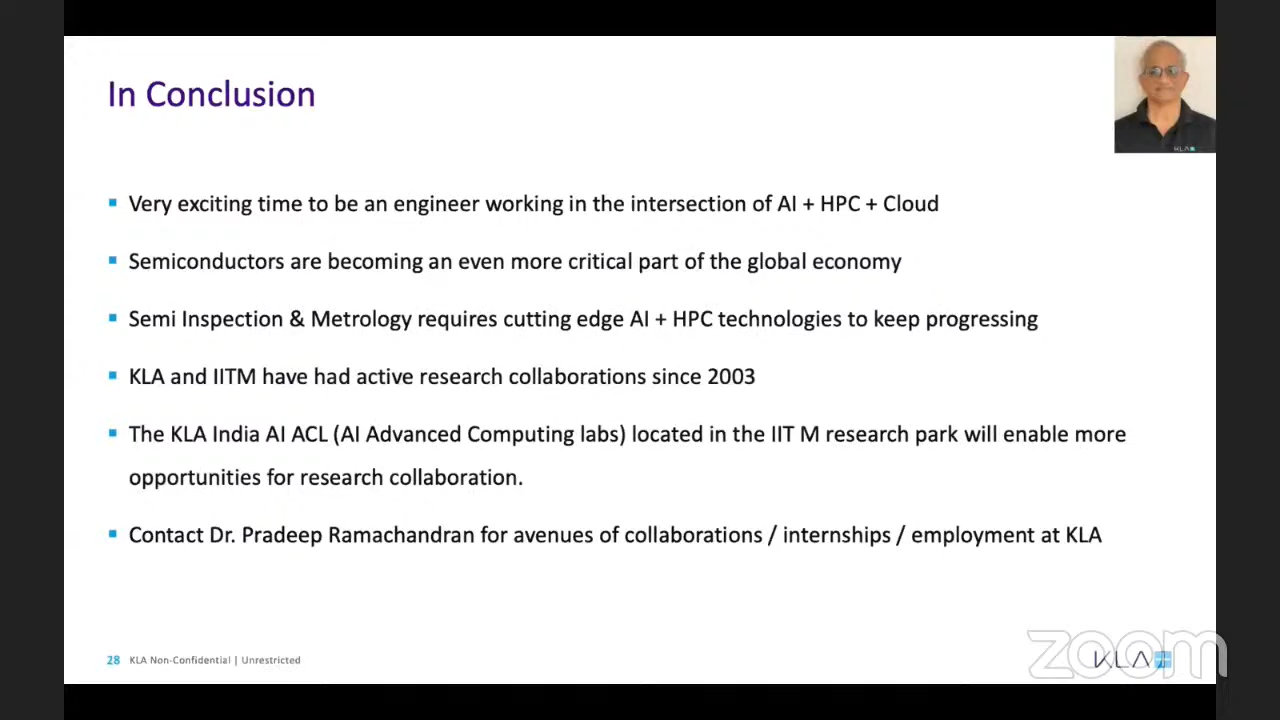 In Conclusion
KLA
Very exciting time to be an engineer working in the intersection of AI + HPC + Cloud
Semiconductors are becoming an even more critical part of the global economy
Semi Inspection & Metrology requires cutting edge AI + HPC technologies to keep progressing
KLA and IITM have had active research collaborations since 2003
The KLA India AI ACL (AI Advanced Computing labs) located in the IIT M research park will enable more
opportunities for research collaboration.
Contact Dr. Pradeep Ramachandran for avenues of collaborations / internships / employment at KLA
28 KLA Non-Confidential | Unrestricted
zoom
KLA